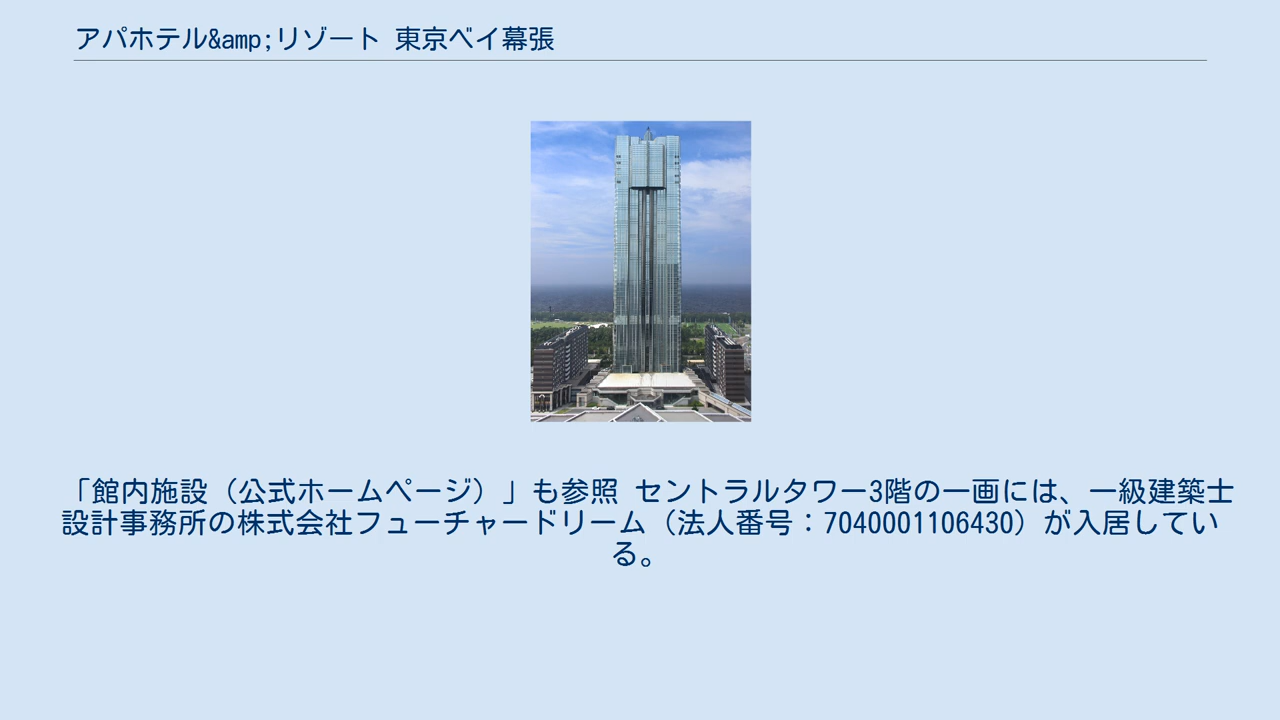 アパホテル&amp;リゾート 東京ベイ幕張
「館内施設（公式ホームページ）」も参照 セントラルタワー3階の一画には、一級建築士
設計事務所の株式会社フューチャードリーム（法人番号：7040001106430）が入居してい
る。